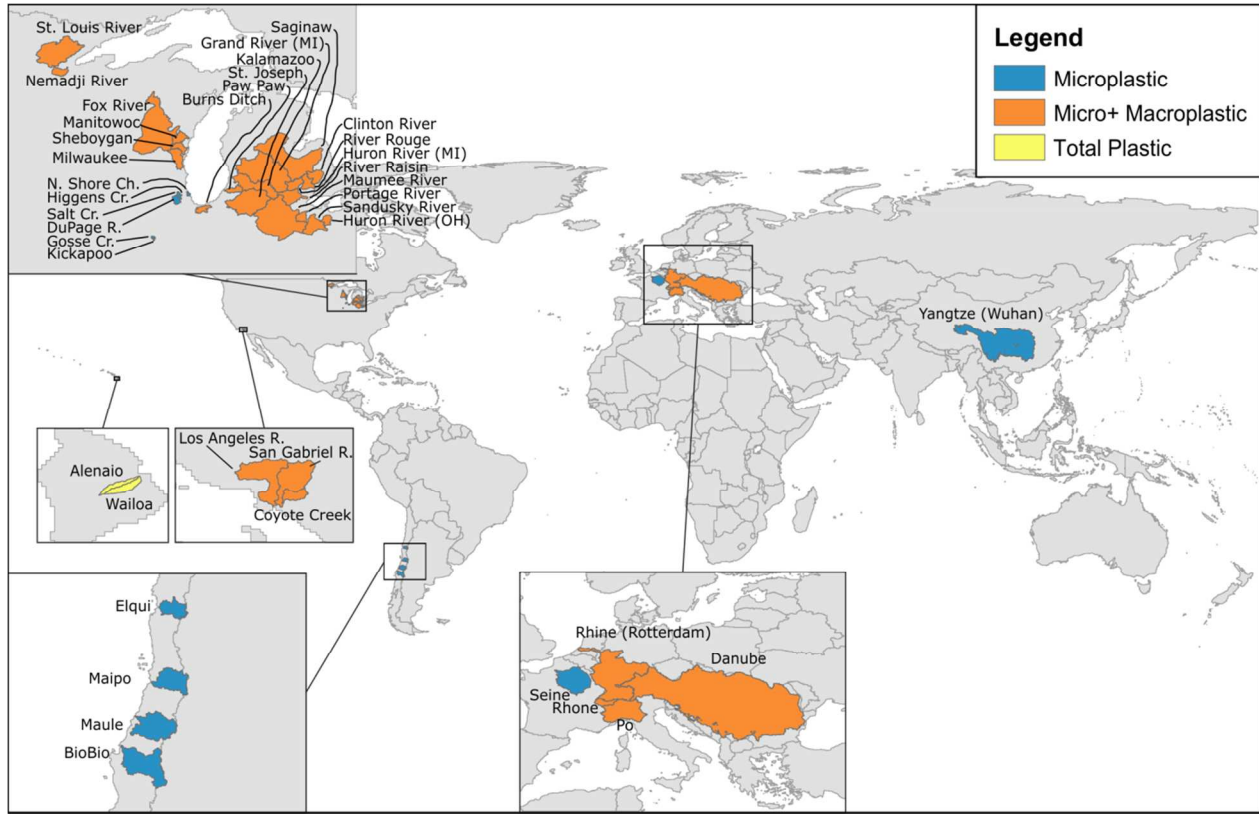 St. Louis River
Nemadji River
Fox River
Manitowoc
Sheboygan
Milwaukee
N. Shore Ch.
Higgens Cr.
Salt Cr.
DuPage R.
Gosse Cr.
Kickapoo
Saginaw
Grand River (MI)
Kalamazoo
St. Joseph
Paw Paw
Burns Ditch
Clinton River
River Rouge
Huron River (MI)
River Raisin
Maumee River
Portage River
Sandusky River
Huron River (OH)
Legend
Microplastic
Micro+ Macroplastic
Total Plastic
Yangtze (Wuhan)
Alenaio
Wailoa
Los Angeles R.
San Gabriel R.
Coyote Creek
Elqui
Maipo
Maule
BioBio
Rhine (Rotterdam)
Danube
Seine
Rhone
Po